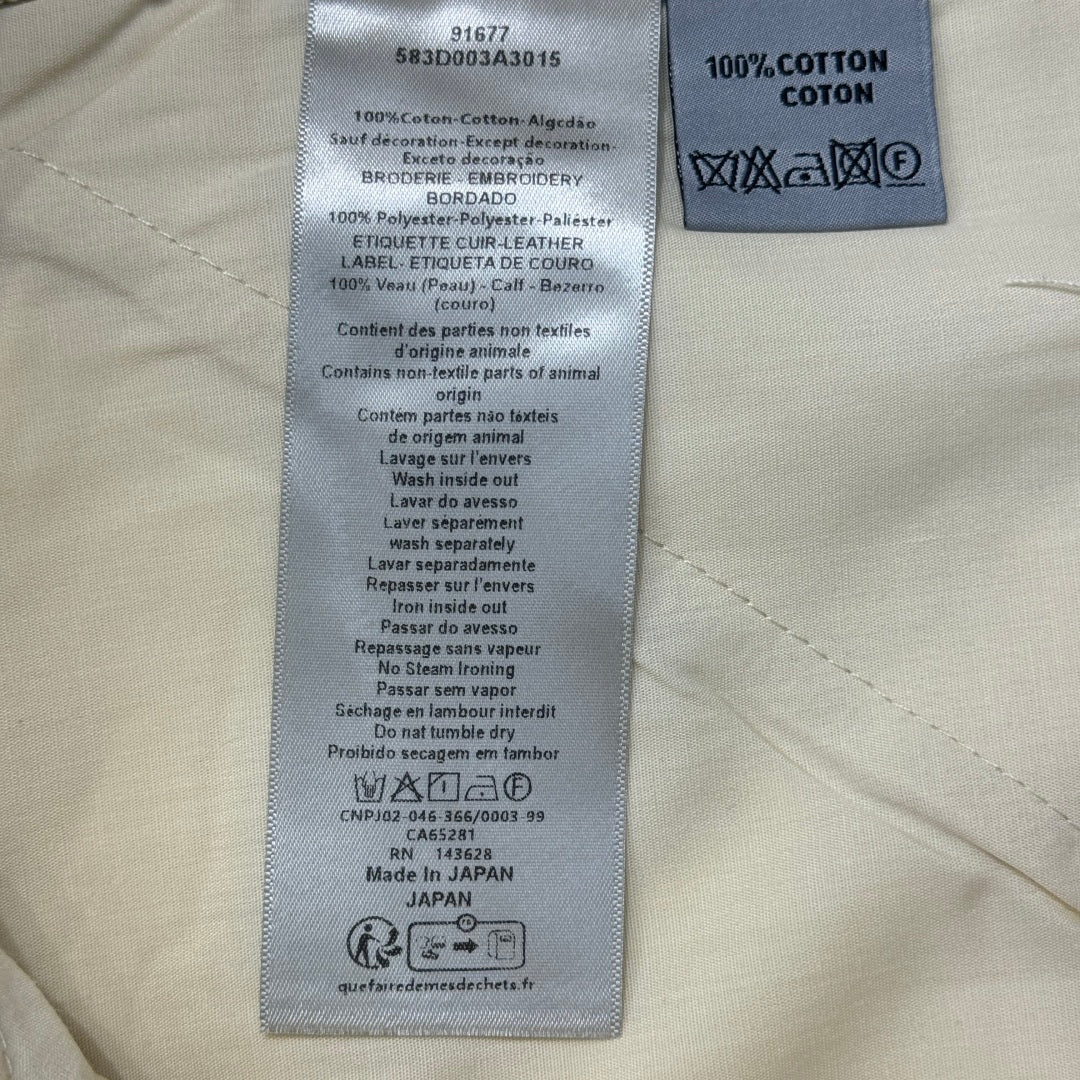 91677
583D003A3015
100%Coton-Cotton-Algcdão
Sauf décoration-Except decoration-
Exceto decoração
BRODERIE - EMBROIDERY
BORDADO
100% Polyester-Polyester-Paliéster
ETIQUETTE CUIR-LEATHER
LABEL- ETIQUETA DE COURO
100% Veau (Peau) - Calf - Bezerro
(couro)
Contient des parties non textiles
d'origine animale
Contains non-textile parts of animal
origin
Contém partes não têxteis
de origem animal
Lavage sur l'envers
Wash inside out
Lavar do avesso
Laver séparément
wash separately
Lavar separadamente
Repasser sur l'envers
Iron inside out
Passar do avesso
Repassage sans vapeur
No Steam Ironing
Passar sem vapor
Séchage en lambour interdit
Do nat tumble dry
Proibido secagem em tambor
F
CNPJ02-046-366/0003-99
CA65281
RN 143628
Made In JAPAN
JAPAN
quefairedemesdechets.fr
100%COTTON
COTON
F